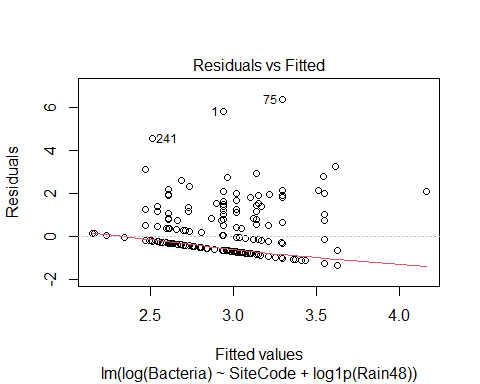 Residuals vs Fitted
Residuals
6
4
2
0
-2
75
1
241
2.5 3.0 3.5 4.0
Fitted values
lm(log(Bacteria) ~ SiteCode + log1p(Rain48))